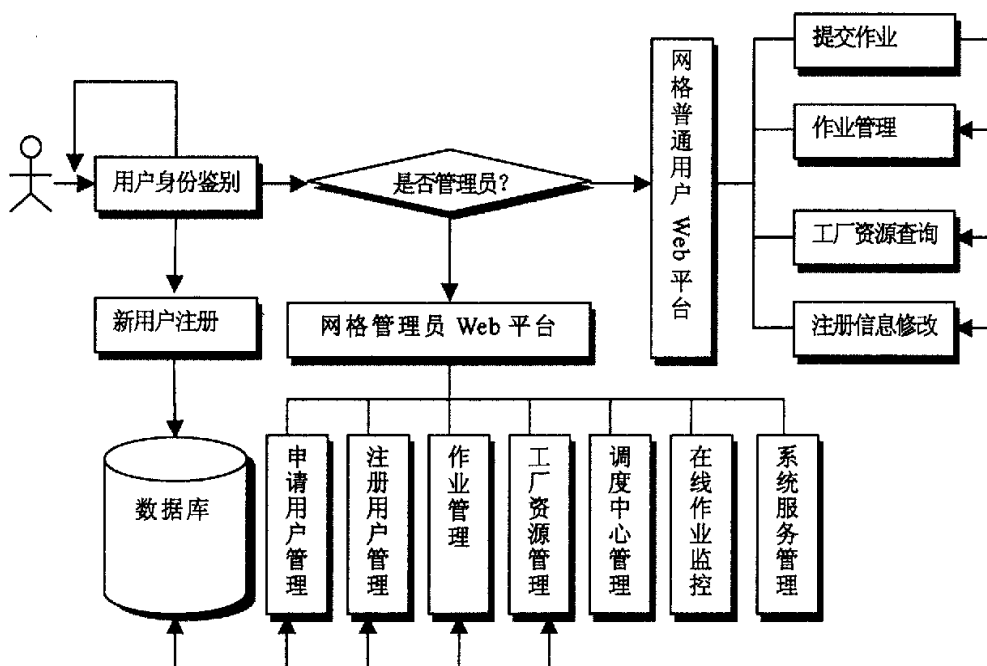 提交作业
网格普通用户 Web 平台
作业管理
用户身份鉴别
是否管理员?
工厂资源查询
新用户注册
网格管理员 Web 平台
注册信息修改
数据库
申请用户管理
注册用户管理
作业管理
工厂资源管理
调度中心管理
在线作业监控
系统服务管理